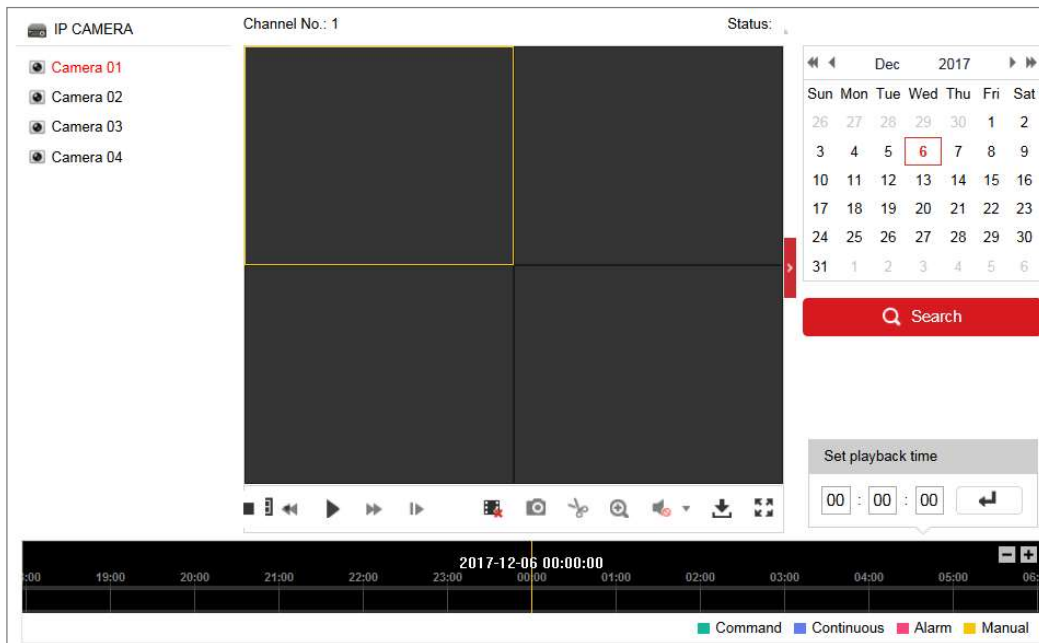 IP CAMERA
Channel No.: 1
Status:
Camera 01
Camera 02
Camera 03
Camera 04
Dec 2017
Sun Mon Tue Wed Thu Fri Sat
26 27 28 29 30 1 2
3 4 5 6 7 8 9
10 11 12 13 14 15 16
17 18 19 20 21 22 23
24 25 26 27 28 29 30
31 1 2 3 4 5 6
Search
Set playback time
00 : 00 : 00
2017-12-06 00:00:00
:00 19:00 20:00 21:00 22:00 23:00 00:00 01:00 02:00 03:00 04:00 05:00 06:
Command Continuous Alarm Manual